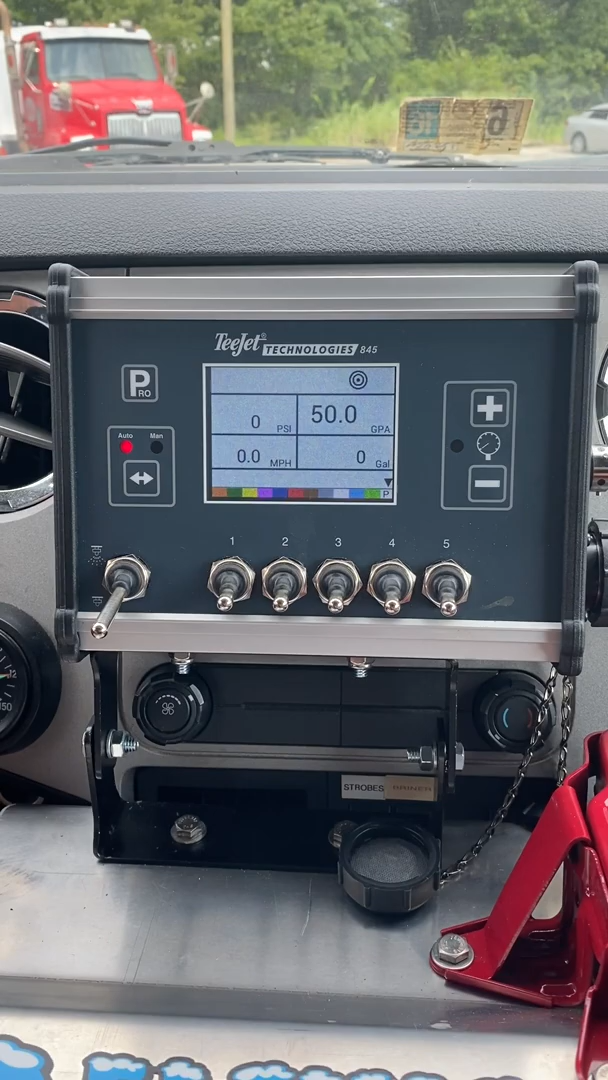 TeeJet® TECHNOLOGIES 845
PRO
Auto Man
0 PSI
50.0 GPA
0.0 MPH
0 Gal
P
1 2 3 4 5
STROBES